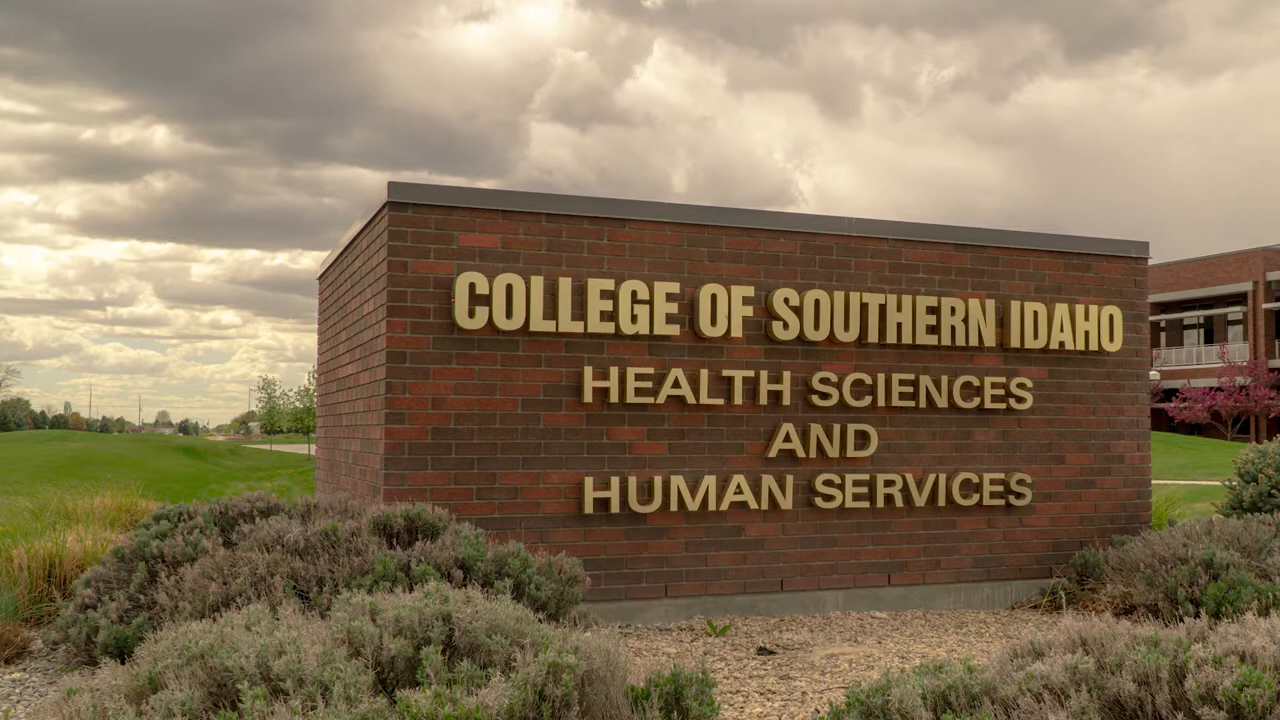 COLLEGE OF SOUTHERN IDAHO
HEALTH SCIENCES
AND
HUMAN SERVICES